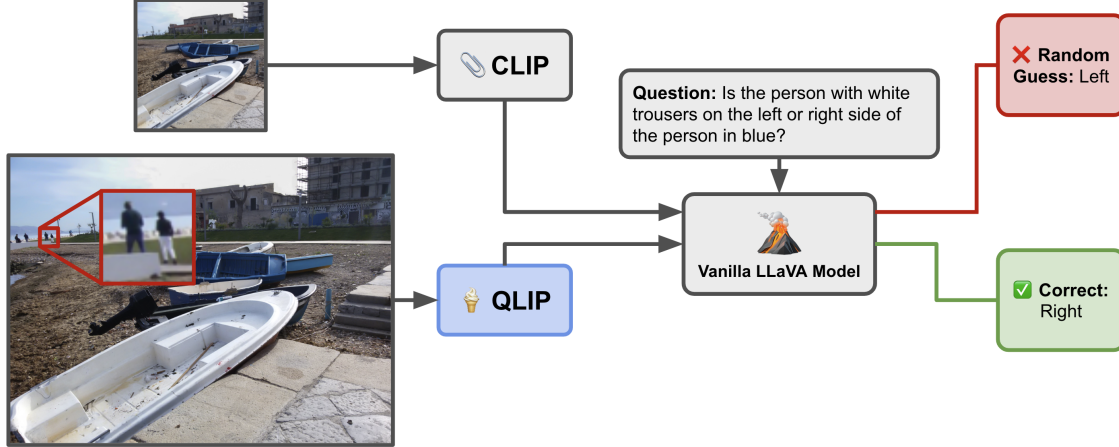 CLIP
Question: Is the person with white
trousers on the left or right side of
the person in blue?
❌ Random
Guess: Left
Vanilla LLaVA Model
QLIP
✅ Correct:
Right